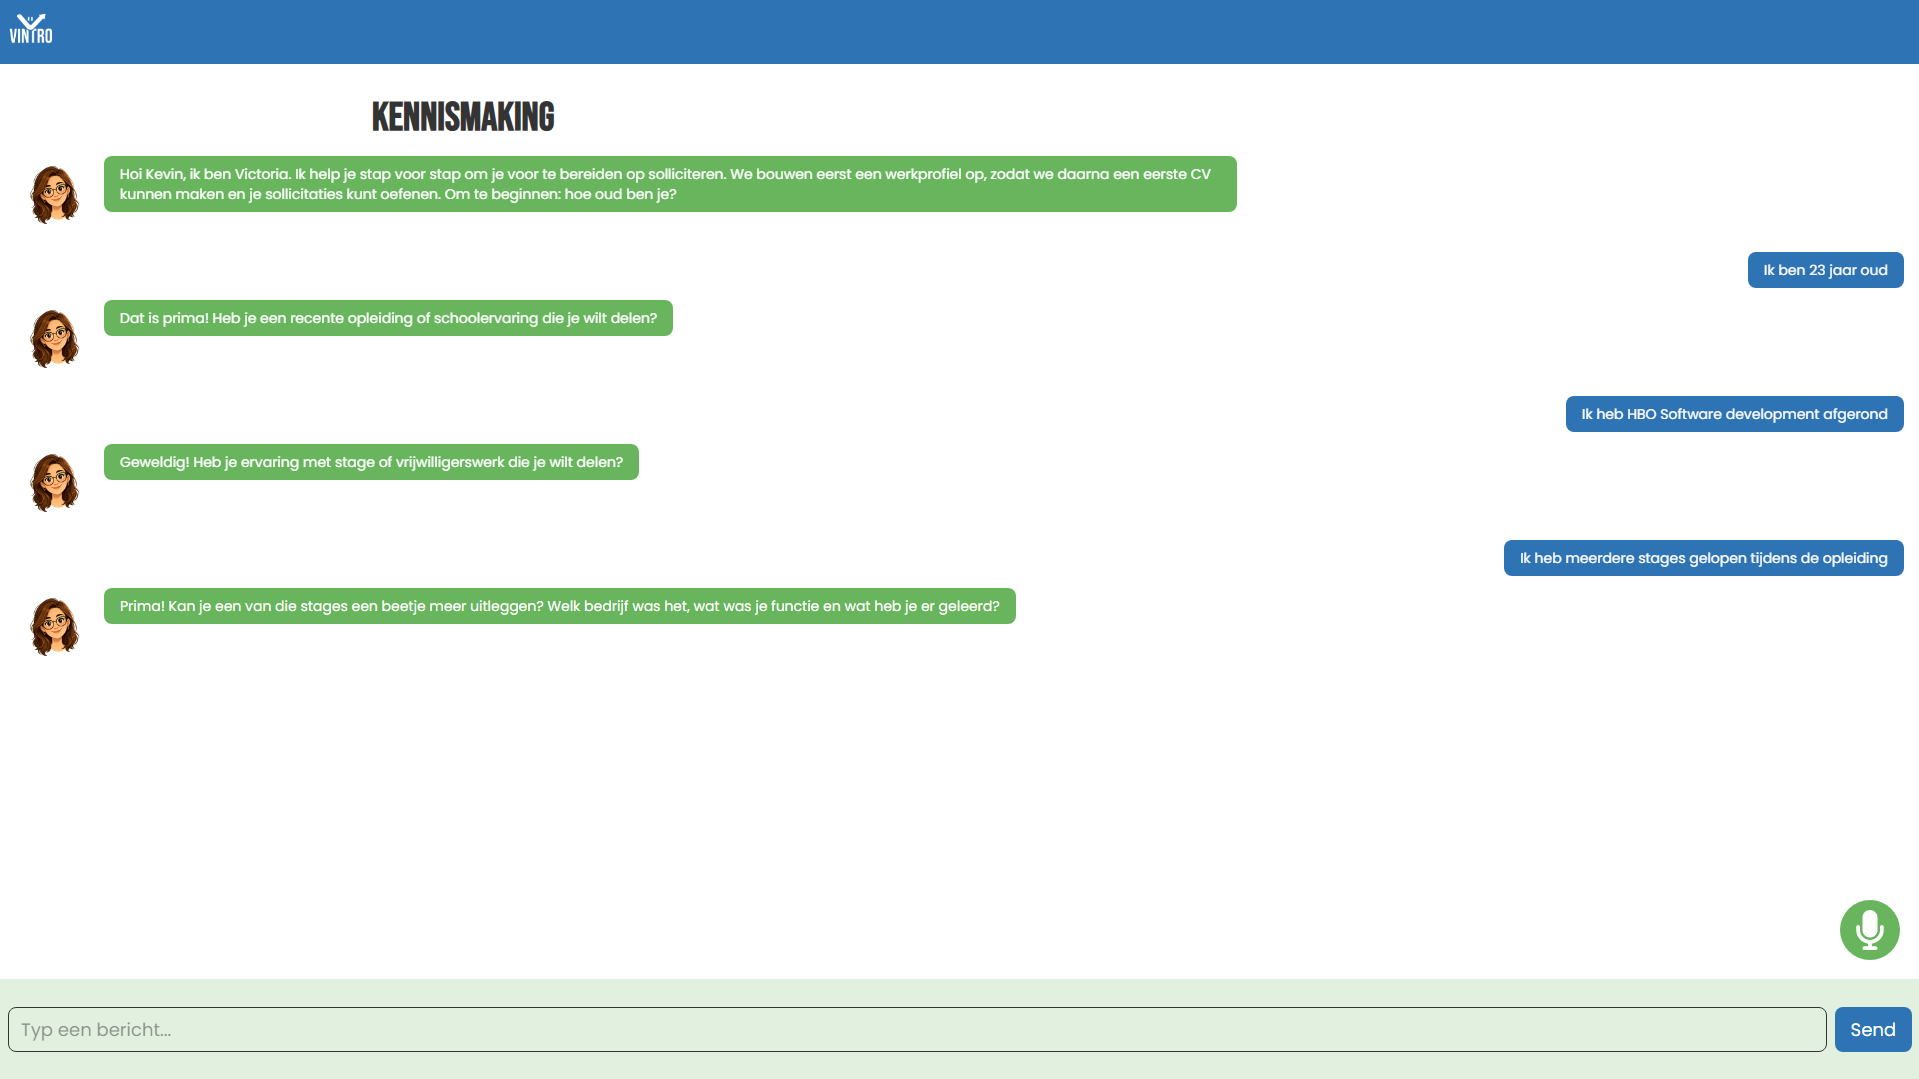 VINTRO
KENNISMAKING
Hoi Kevin, ik ben Victoria. Ik help je stap voor stap om je voor te bereiden op solliciteren. We bouwen eerst een werkprofiel op, zodat we daarna een eerste CV
kunnen maken en je sollicitaties kunt oefenen. Om te beginnen: hoe oud ben je?
Ik ben 23 jaar oud
Dat is prima! Heb je een recente opleiding of schoolervaring die je wilt delen?
Ik heb HBO Software development afgerond
Geweldig! Heb je ervaring met stage of vrijwilligerswerk die je wilt delen?
Ik heb meerdere stages gelopen tijdens de opleiding
Prima! Kan je een van die stages een beetje meer uitleggen? Welk bedrijf was het, wat was je functie en wat heb je er geleerd?
Typ een bericht...
Send